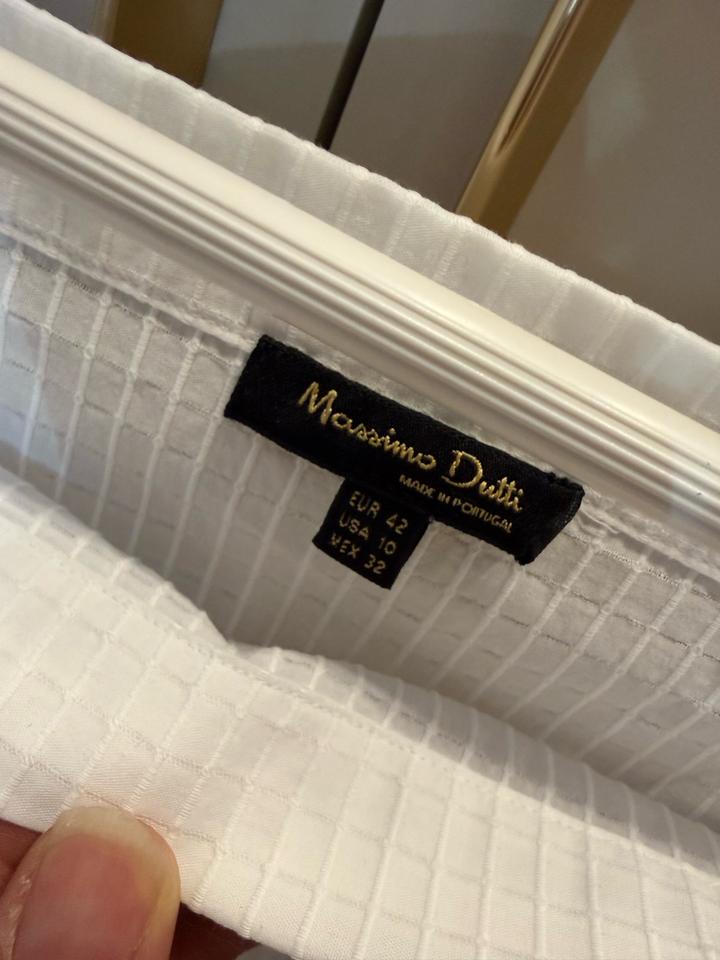 Massimo Dutti
MADE IN PORTUGAL
EUR 42
USA 10
MEX 32